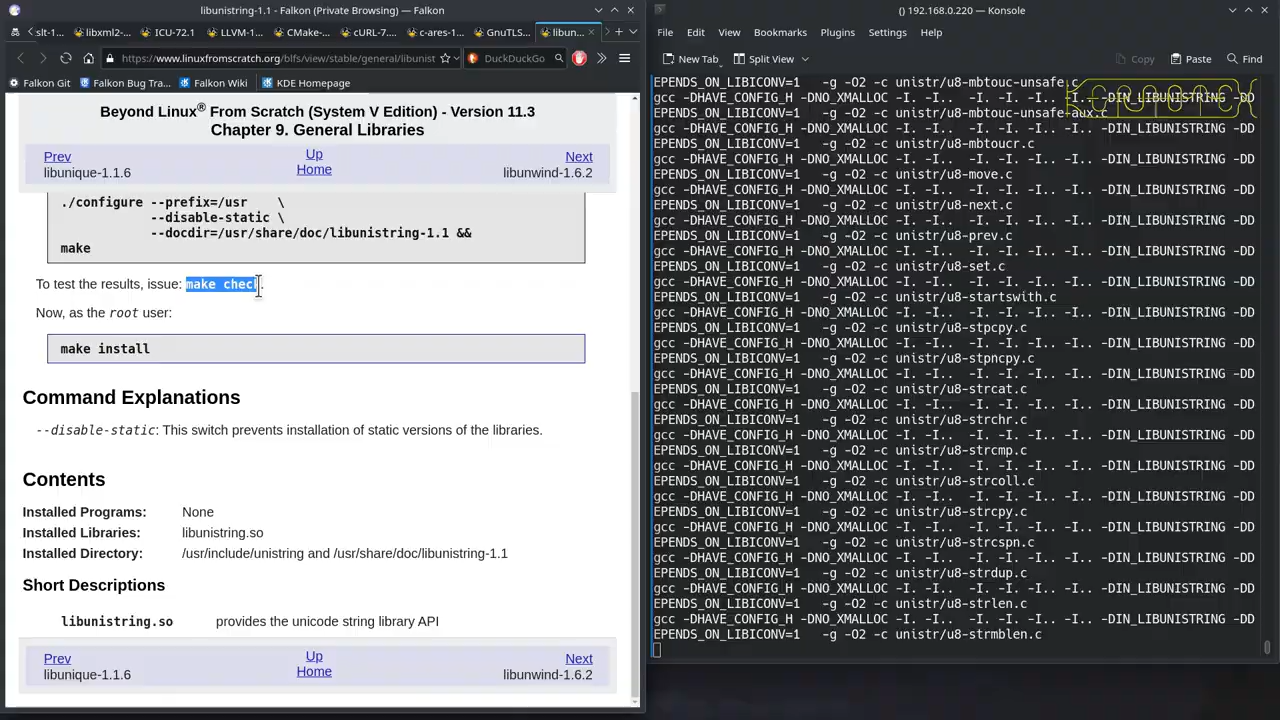 libunistring-1.1 - Falkon (Private Browsing) — Falkon
slt-1...
libxml2-...
ICU-72.1
LLVM-1...
CMake-...
cURL-7....
c-ares-1...
GnuTLS...
libun...
https://www.linuxfromscratch.org/blfs/view/stable/general/libunist
DuckDuckGo
Falkon Git
Falkon Bug Tra...
Falkon Wiki
KDE Homepage
Beyond Linux® From Scratch (System V Edition) - Version 11.3
Chapter 9. General Libraries
Prev
Up
Next
libunique-1.1.6
Home
libunwind-1.6.2
./configure --prefix=/usr \
--disable-static \
--docdir=/usr/share/doc/libunistring-1.1 &&
make
To test the results, issue: make check.
Now, as the root user:
make install
Command Explanations
--disable-static: This switch prevents installation of static versions of the libraries.
Contents
Installed Programs: None
Installed Libraries: libunistring.so
Installed Directory: /usr/include/unistring and /usr/share/doc/libunistring-1.1
Short Descriptions
libunistring.so provides the unicode string library API
Prev
Up
Next
libunique-1.1.6
Home
libunwind-1.6.2
() 192.168.0.220 — Konsole
File Edit View Bookmarks Plugins Settings Help
New Tab Split View Copy Paste Find
EPENDS_ON_LIBICONV=1 -g -O2 -c unistr/u8-mbtouc-unsafe.c
gcc -DHAVE_CONFIG_H -DNO_XMALLOC -I. -I.. -I. -I.. -I.. -DIN_LIBUNISTRING -DD
EPENDS_ON_LIBICONV=1 -g -O2 -c unistr/u8-mbtouc-unsafe-aux.c
gcc -DHAVE_CONFIG_H -DNO_XMALLOC -I. -I.. -I. -I.. -I.. -DIN_LIBUNISTRING -DD
EPENDS_ON_LIBICONV=1 -g -O2 -c unistr/u8-mbtoucr.c
gcc -DHAVE_CONFIG_H -DNO_XMALLOC -I. -I.. -I. -I.. -I.. -DIN_LIBUNISTRING -DD
EPENDS_ON_LIBICONV=1 -g -O2 -c unistr/u8-move.c
gcc -DHAVE_CONFIG_H -DNO_XMALLOC -I. -I.. -I. -I.. -I.. -DIN_LIBUNISTRING -DD
EPENDS_ON_LIBICONV=1 -g -O2 -c unistr/u8-next.c
gcc -DHAVE_CONFIG_H -DNO_XMALLOC -I. -I.. -I. -I.. -I.. -DIN_LIBUNISTRING -DD
EPENDS_ON_LIBICONV=1 -g -O2 -c unistr/u8-prev.c
gcc -DHAVE_CONFIG_H -DNO_XMALLOC -I. -I.. -I. -I.. -I.. -DIN_LIBUNISTRING -DD
EPENDS_ON_LIBICONV=1 -g -O2 -c unistr/u8-set.c
gcc -DHAVE_CONFIG_H -DNO_XMALLOC -I. -I.. -I. -I.. -I.. -DIN_LIBUNISTRING -DD
EPENDS_ON_LIBICONV=1 -g -O2 -c unistr/u8-startswith.c
gcc -DHAVE_CONFIG_H -DNO_XMALLOC -I. -I.. -I. -I.. -I.. -DIN_LIBUNISTRING -DD
EPENDS_ON_LIBICONV=1 -g -O2 -c unistr/u8-stpcpy.c
gcc -DHAVE_CONFIG_H -DNO_XMALLOC -I. -I.. -I. -I.. -I.. -DIN_LIBUNISTRING -DD
EPENDS_ON_LIBICONV=1 -g -O2 -c unistr/u8-stpncpy.c
gcc -DHAVE_CONFIG_H -DNO_XMALLOC -I. -I.. -I. -I.. -I.. -DIN_LIBUNISTRING -DD
EPENDS_ON_LIBICONV=1 -g -O2 -c unistr/u8-strcat.c
gcc -DHAVE_CONFIG_H -DNO_XMALLOC -I. -I.. -I. -I.. -I.. -DIN_LIBUNISTRING -DD
EPENDS_ON_LIBICONV=1 -g -O2 -c unistr/u8-strchr.c
gcc -DHAVE_CONFIG_H -DNO_XMALLOC -I. -I.. -I. -I.. -I.. -DIN_LIBUNISTRING -DD
EPENDS_ON_LIBICONV=1 -g -O2 -c unistr/u8-strcmp.c
gcc -DHAVE_CONFIG_H -DNO_XMALLOC -I. -I.. -I. -I.. -I.. -DIN_LIBUNISTRING -DD
EPENDS_ON_LIBICONV=1 -g -O2 -c unistr/u8-strcoll.c
gcc -DHAVE_CONFIG_H -DNO_XMALLOC -I. -I.. -I. -I.. -I.. -DIN_LIBUNISTRING -DD
EPENDS_ON_LIBICONV=1 -g -O2 -c unistr/u8-strcpy.c
gcc -DHAVE_CONFIG_H -DNO_XMALLOC -I. -I.. -I. -I.. -I.. -DIN_LIBUNISTRING -DD
EPENDS_ON_LIBICONV=1 -g -O2 -c unistr/u8-strcspn.c
gcc -DHAVE_CONFIG_H -DNO_XMALLOC -I. -I.. -I. -I.. -I.. -DIN_LIBUNISTRING -DD
EPENDS_ON_LIBICONV=1 -g -O2 -c unistr/u8-strdup.c
gcc -DHAVE_CONFIG_H -DNO_XMALLOC -I. -I.. -I. -I.. -I.. -DIN_LIBUNISTRING -DD
EPENDS_ON_LIBICONV=1 -g -O2 -c unistr/u8-strlen.c
gcc -DHAVE_CONFIG_H -DNO_XMALLOC -I. -I.. -I. -I.. -I.. -DIN_LIBUNISTRING -DD
EPENDS_ON_LIBICONV=1 -g -O2 -c unistr/u8-strmblen.c